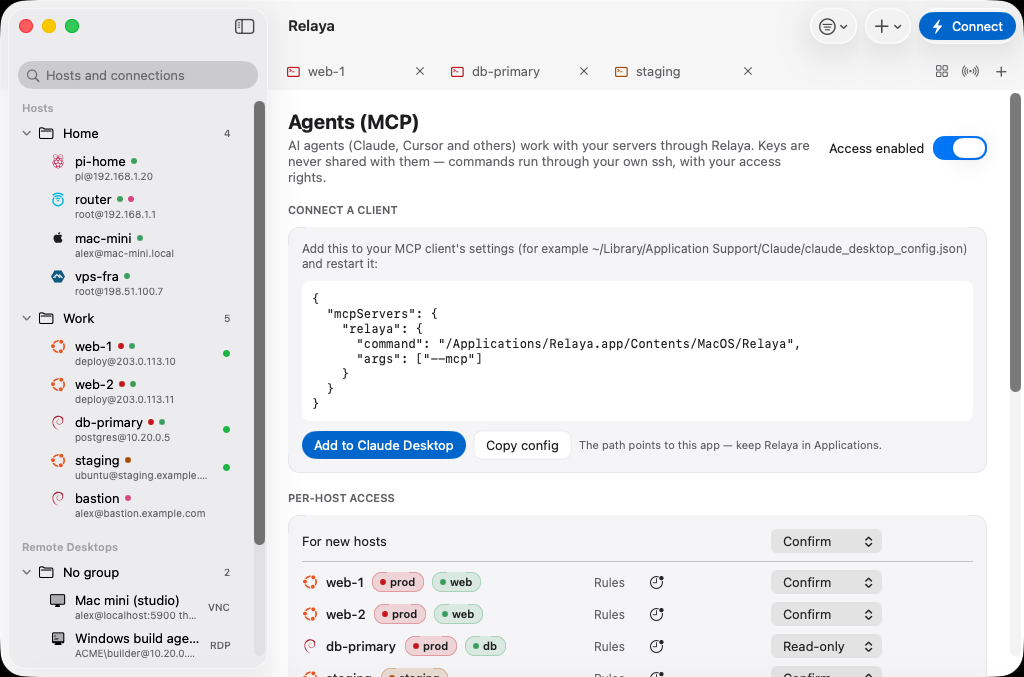 Relaya
Connect
Hosts and connections
web-1
db-primary
staging
Hosts
Home 4
pi-home
pi@192.168.1.20
router
root@192.168.1.1
mac-mini
alex@mac-mini.local
vps-fra
root@198.51.100.7
Work 5
web-1
deploy@203.0.113.10
web-2
deploy@203.0.113.11
db-primary
postgres@10.20.0.5
staging
ubuntu@staging.example....
bastion
alex@bastion.example.com
Remote Desktops
No group 2
Mac mini (studio)
alex@localhost:5900 th...
VNC
Windows build age...
ACME\builder@10.20.0....
RDP
Agents (MCP)
AI agents (Claude, Cursor and others) work with your servers through Relaya. Keys are
never shared with them — commands run through your own ssh, with your access
rights.
Access enabled
CONNECT A CLIENT
Add this to your MCP client's settings (for example ~/Library/Application Support/Claude/claude_desktop_config.json)
and restart it:
{
"mcpServers": {
"relaya": {
"command": "/Applications/Relaya.app/Contents/MacOS/Relaya",
"args": ["--mcp"]
}
}
}
Add to Claude Desktop
Copy config
The path points to this app — keep Relaya in Applications.
PER-HOST ACCESS
For new hosts Confirm
web-1 prod web Rules Confirm
web-2 prod web Rules Confirm
db-primary prod db Rules Read-only
staging staging Rules Confirm